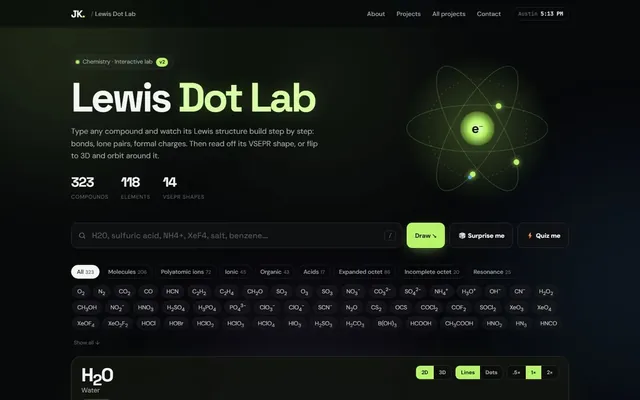 JK. / Lewis Dot Lab About Projects All projects Contact Austin 5:13 PM
Chemistry · Interactive lab v2
Lewis Dot Lab
Type any compound and watch its Lewis structure build step by step:
bonds, lone pairs, formal charges. Then read off its VSEPR shape, or flip
to 3D and orbit around it.
e⁻
323 118 14
COMPOUNDS ELEMENTS VSEPR SHAPES
H2O, sulfuric acid, NH4+, XeF4, salt, benzene... / Draw Surprise me Quiz me
All 323 Molecules 206 Polyatomic ions 72 Ionic 45 Organic 43 Acids 17 Expanded octet 86 Incomplete octet 20 Resonance 25
O₂ N₂ CO₂ CO HCN C₂H₂ C₂H₄ CH₂O SO₂ O₃ SO₃ NO₃⁻ CO₃²⁻ SO₄²⁻ NH₄⁺ H₃O⁺ OH⁻ CN⁻ H₂O₂
CH₃OH NO₂⁻ HNO₃ H₂SO₄ H₃PO₄ PO₄³⁻ ClO₃⁻ ClO₄⁻ SCN⁻ N₂O CS₂ OCS COCl₂ COF₂ SOCl₂ XeO₃ XeO₄
XeOF₄ XeO₂F₂ HOCl HOBr HClO₂ HClO₃ HClO₄ HIO₃ H₂SO₃ H₂CO₃ B(OH)₃ HCOOH CH₃COOH HNO₂ HN₃ HNCO
Show all ↓
H₂O 2D 3D Lines Dots .5× 1× 2×
Water